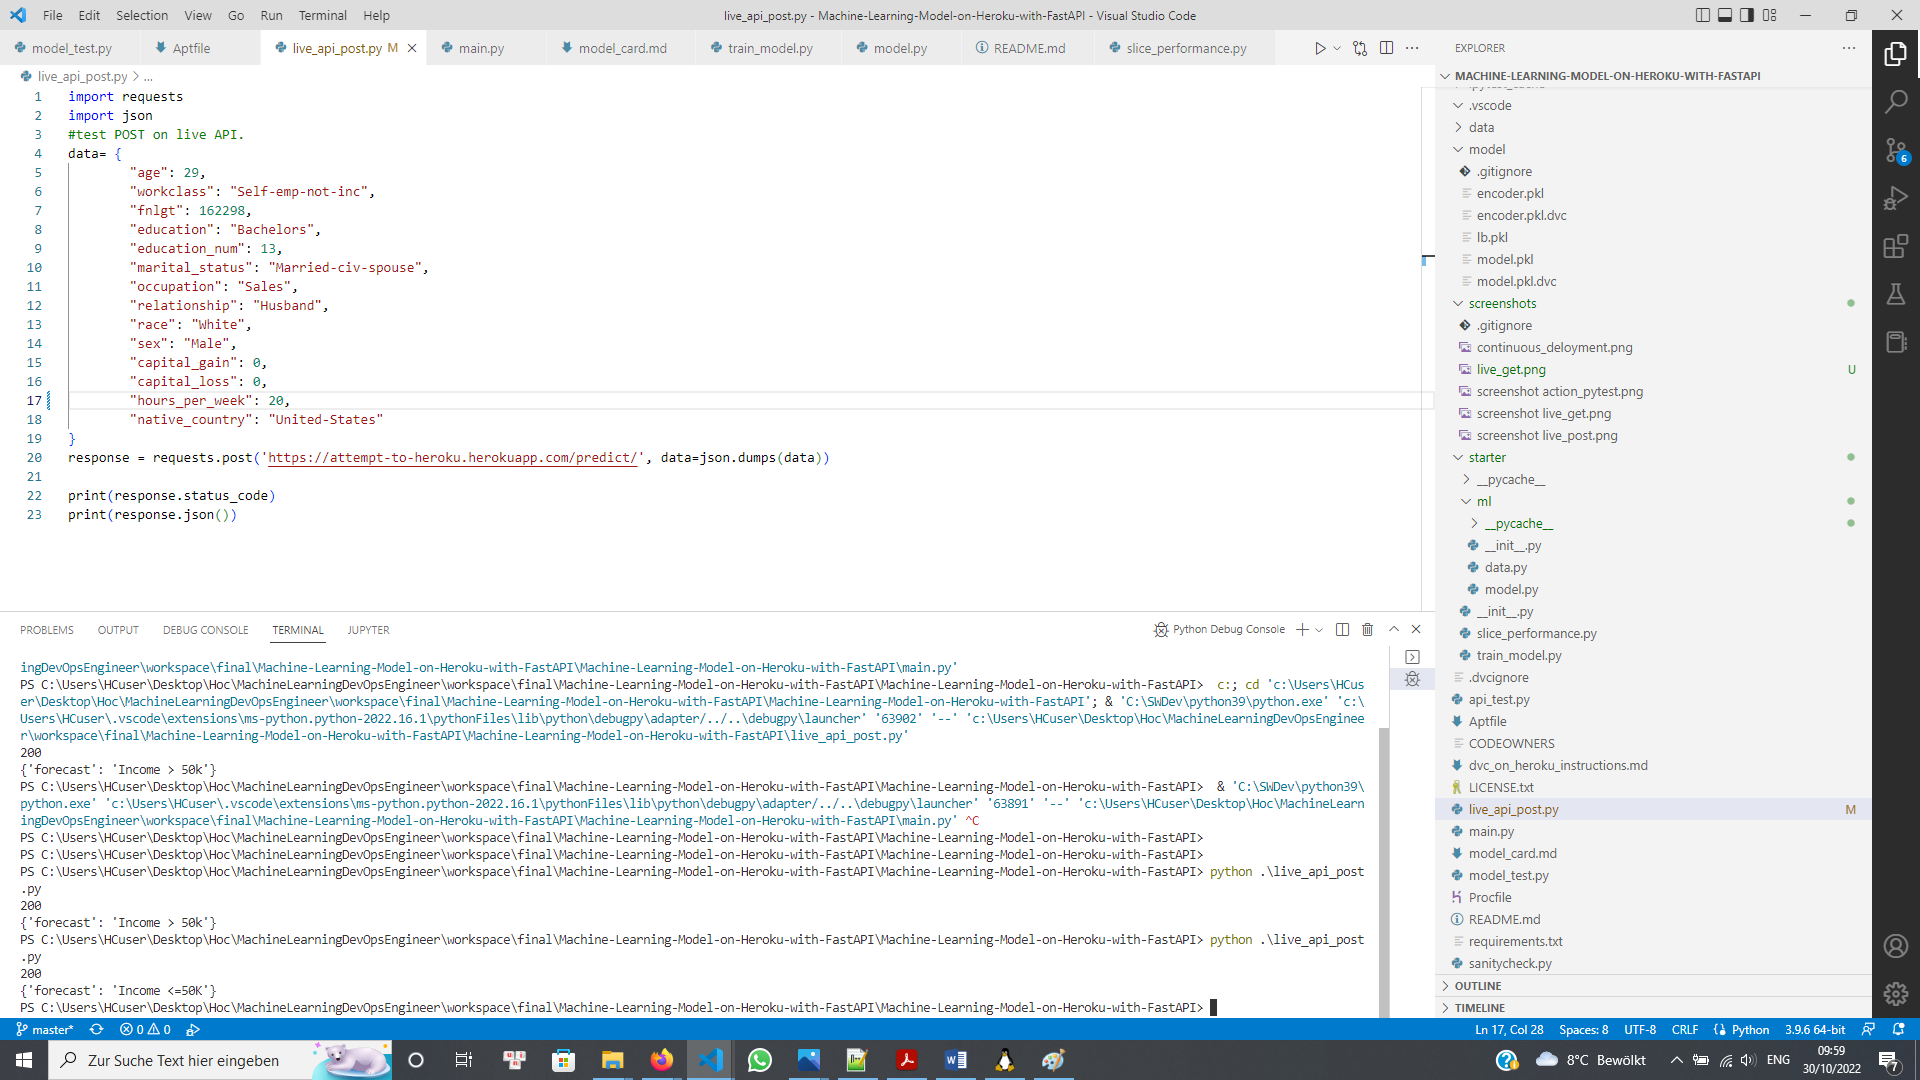 File Edit Selection View Go Run Terminal Help
live_api_post.py - Machine-Learning-Model-on-Heroku-with-FastAPI - Visual Studio Code
model_test.py
Aptfile
live_api_post.py M
main.py
model_card.md
train_model.py
model.py
README.md
slice_performance.py
live_api_post.py > ...
1 import requests
2 import json
3 #test POST on live API.
4 data= {
5 "age": 29,
6 "workclass": "Self-emp-not-inc",
7 "fnlgt": 162298,
8 "education": "Bachelors",
9 "education_num": 13,
10 "marital_status": "Married-civ-spouse",
11 "occupation": "Sales",
12 "relationship": "Husband",
13 "race": "White",
14 "sex": "Male",
15 "capital_gain": 0,
16 "capital_loss": 0,
17 "hours_per_week": 20,
18 "native_country": "United-States"
19 }
20 response = requests.post('https://attempt-to-heroku.herokuapp.com/predict/', data=json.dumps(data))
21
22 print(response.status_code)
23 print(response.json())
PROBLEMS OUTPUT DEBUG CONSOLE TERMINAL JUPYTER
Python Debug Console
ingDevOpsEngineer\workspace\final\Machine-Learning-Model-on-Heroku-with-FastAPI\Machine-Learning-Model-on-Heroku-with-FastAPI\main.py'
PS C:\Users\HCuser\Desktop\Hoc\MachineLearningDevOpsEngineer\workspace\final\Machine-Learning-Model-on-Heroku-with-FastAPI\Machine-Learning-Model-on-Heroku-with-FastAPI> c:; cd 'c:\Users\HCus
er\Desktop\Hoc\MachineLearningDevOpsEngineer\workspace\final\Machine-Learning-Model-on-Heroku-with-FastAPI\Machine-Learning-Model-on-Heroku-with-FastAPI'; & 'C:\SWDev\python39\python.exe' 'c:\
Users\HCuser\.vscode\extensions\ms-python.python-2022.16.1\pythonFiles\lib\python\debugpy\adapter/../..\debugpy\launcher' '63902' '--' 'c:\Users\HCuser\Desktop\Hoc\MachineLearningDevOpsEnginee
r\workspace\final\Machine-Learning-Model-on-Heroku-with-FastAPI\Machine-Learning-Model-on-Heroku-with-FastAPI\live_api_post.py'
200
{'forecast': 'Income > 50k'}
PS C:\Users\HCuser\Desktop\Hoc\MachineLearningDevOpsEngineer\workspace\final\Machine-Learning-Model-on-Heroku-with-FastAPI\Machine-Learning-Model-on-Heroku-with-FastAPI> & 'C:\SWDev\python39\
python.exe' 'c:\Users\HCuser\.vscode\extensions\ms-python.python-2022.16.1\pythonFiles\lib\python\debugpy\adapter/../..\debugpy\launcher' '63891' '--' 'c:\Users\HCuser\Desktop\Hoc\MachineLearn
ingDevOpsEngineer\workspace\final\Machine-Learning-Model-on-Heroku-with-FastAPI\Machine-Learning-Model-on-Heroku-with-FastAPI\main.py' ^C
PS C:\Users\HCuser\Desktop\Hoc\MachineLearningDevOpsEngineer\workspace\final\Machine-Learning-Model-on-Heroku-with-FastAPI\Machine-Learning-Model-on-Heroku-with-FastAPI>
PS C:\Users\HCuser\Desktop\Hoc\MachineLearningDevOpsEngineer\workspace\final\Machine-Learning-Model-on-Heroku-with-FastAPI\Machine-Learning-Model-on-Heroku-with-FastAPI>
PS C:\Users\HCuser\Desktop\Hoc\MachineLearningDevOpsEngineer\workspace\final\Machine-Learning-Model-on-Heroku-with-FastAPI\Machine-Learning-Model-on-Heroku-with-FastAPI> python .\live_api_post
.py
200
{'forecast': 'Income > 50k'}
PS C:\Users\HCuser\Desktop\Hoc\MachineLearningDevOpsEngineer\workspace\final\Machine-Learning-Model-on-Heroku-with-FastAPI\Machine-Learning-Model-on-Heroku-with-FastAPI> python .\live_api_post
.py
200
{'forecast': 'Income <=50K'}
PS C:\Users\HCuser\Desktop\Hoc\MachineLearningDevOpsEngineer\workspace\final\Machine-Learning-Model-on-Heroku-with-FastAPI\Machine-Learning-Model-on-Heroku-with-FastAPI>
EXPLORER
MACHINE-LEARNING-MODEL-ON-HEROKU-WITH-FASTAPI
.vscode
data
model
.gitignore
encoder.pkl
encoder.pkl.dvc
lb.pkl
model.pkl
model.pkl.dvc
screenshots
.gitignore
continuous_deloyment.png
live_get.png U
screenshot action_pytest.png
screenshot live_get.png
screenshot live_post.png
starter
__pycache__
ml
__pycache__
__init__.py
data.py
model.py
__init__.py
slice_performance.py
train_model.py
.dvcignore
api_test.py
Aptfile
CODEOWNERS
dvc_on_heroku_instructions.md
LICENSE.txt
live_api_post.py M
main.py
model_card.md
model_test.py
Procfile
README.md
requirements.txt
sanitycheck.py
OUTLINE
TIMELINE
6
master* 0 0
Ln 17, Col 28 Spaces: 8 UTF-8 CRLF Python 3.9.6 64-bit
Zur Suche Text hier eingeben
8°C Bewölkt
ENG
09:59
30/10/2022
7